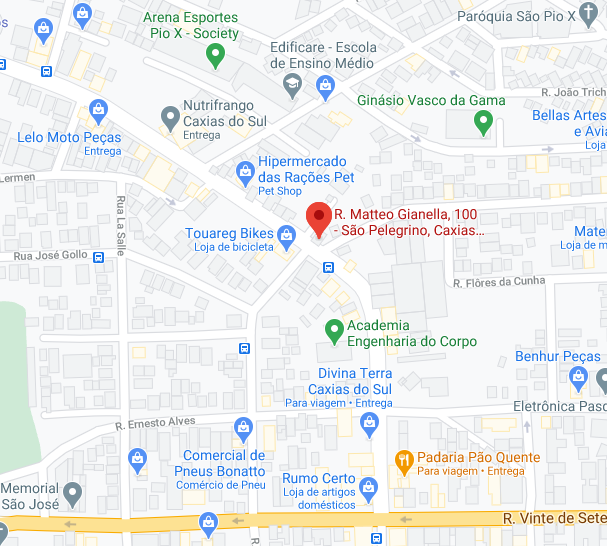 Arena Esportes
Pio X - Society
Paróquia São Pio X
Edificare - Escola
de Ensino Médio
R. João Trich
Ginásio Vasco da Gama
Nutrifrango
Caxias do Sul
Entrega
Bellas Artes
e Avia
Loja
Lelo Moto Peças
Entrega
Hipermercado
das Rações Pet
Pet Shop
Lermen
Rua La Salle
R. Matteo Gianella, 100
- São Pelegrino, Caxias...
Touareg Bikes
Loja de bicicleta
Mate
Loja de m
Rua José Gollo
R. Flôres da Cunha
Academia
Engenharia do Corpo
Benhur Peças
Divina Terra
Caxias do Sul
Para viagem • Entrega
Eletrônica Pasq
R. Ernesto Alves
Comercial de
Pneus Bonatto
Comércio de Pneu
Padaria Pão Quente
Para viagem • Entrega
Rumo Certo
Loja de artigos
domésticos
Memorial
São José
R. Vinte de Sete
R.